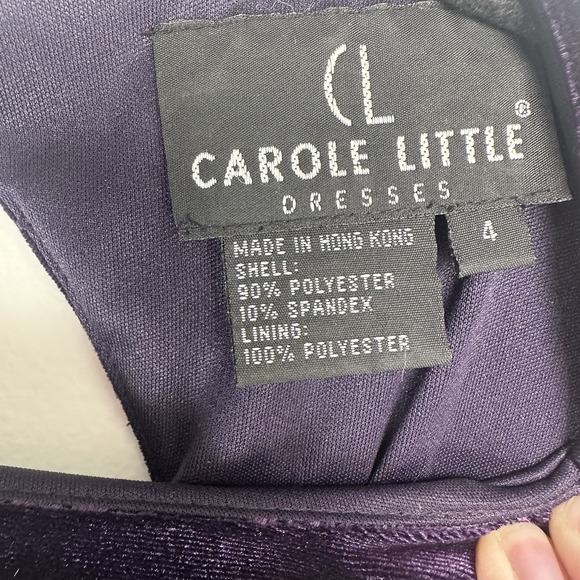 CL
CAROLE LITTLE®
DRESSES
4
MADE IN HONG KONG
SHELL:
90% POLYESTER
10% SPANDEX
LINING:
100% POLYESTER